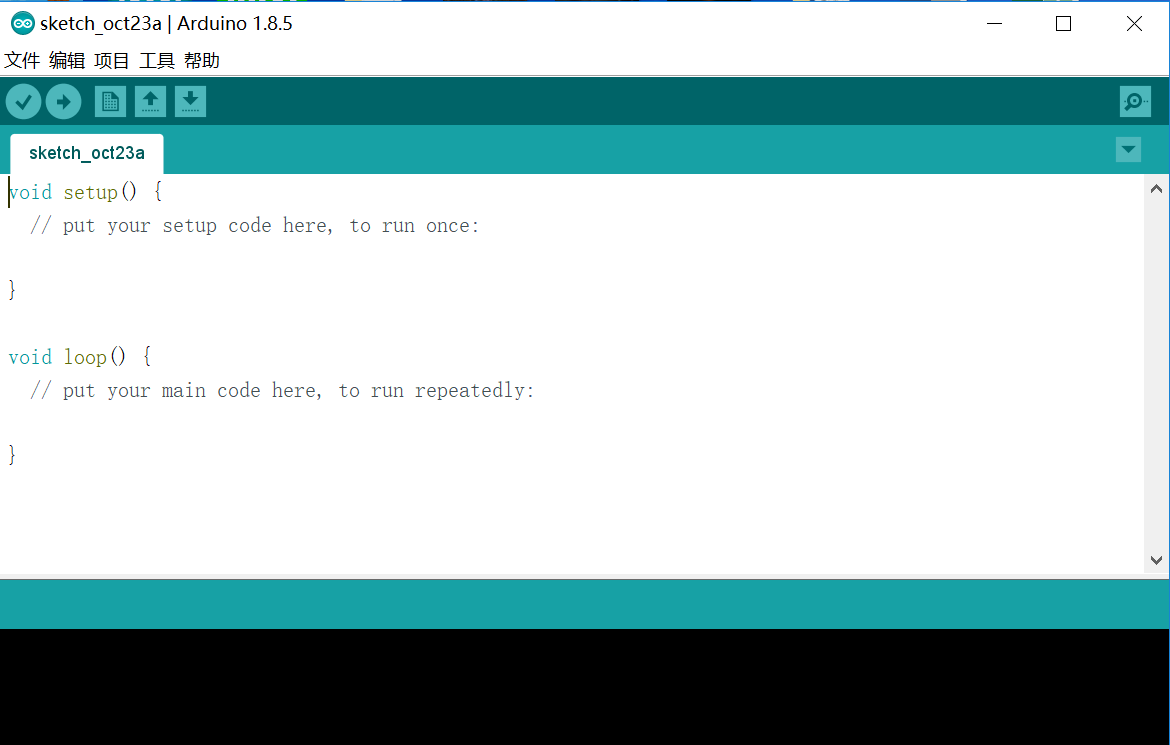 sketch_oct23a | Arduino 1.8.5
文件 编辑 项目 工具 帮助
sketch_oct23a
void setup() {
  // put your setup code here, to run once:
}
void loop() {
  // put your main code here, to run repeatedly:
}